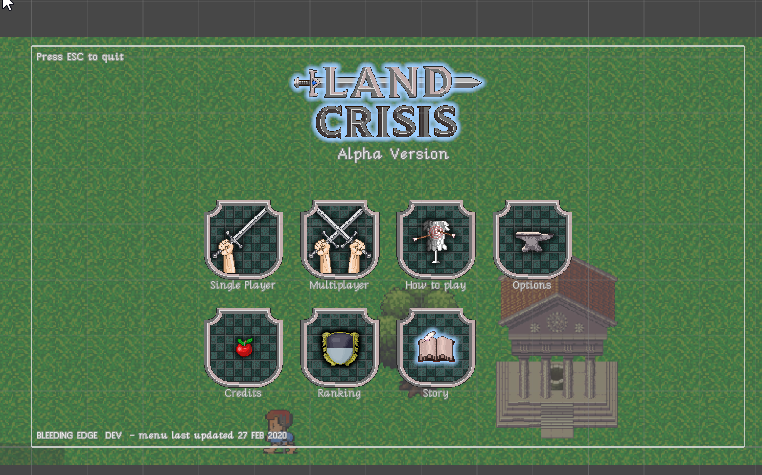 Press ESC to quit
LAND
CRISIS
Alpha Version
Single Player
Multiplayer
How to play
Options
Credits
Ranking
Story
BLEEDING EDGE DEV - menu last updated 27 FEB 2020